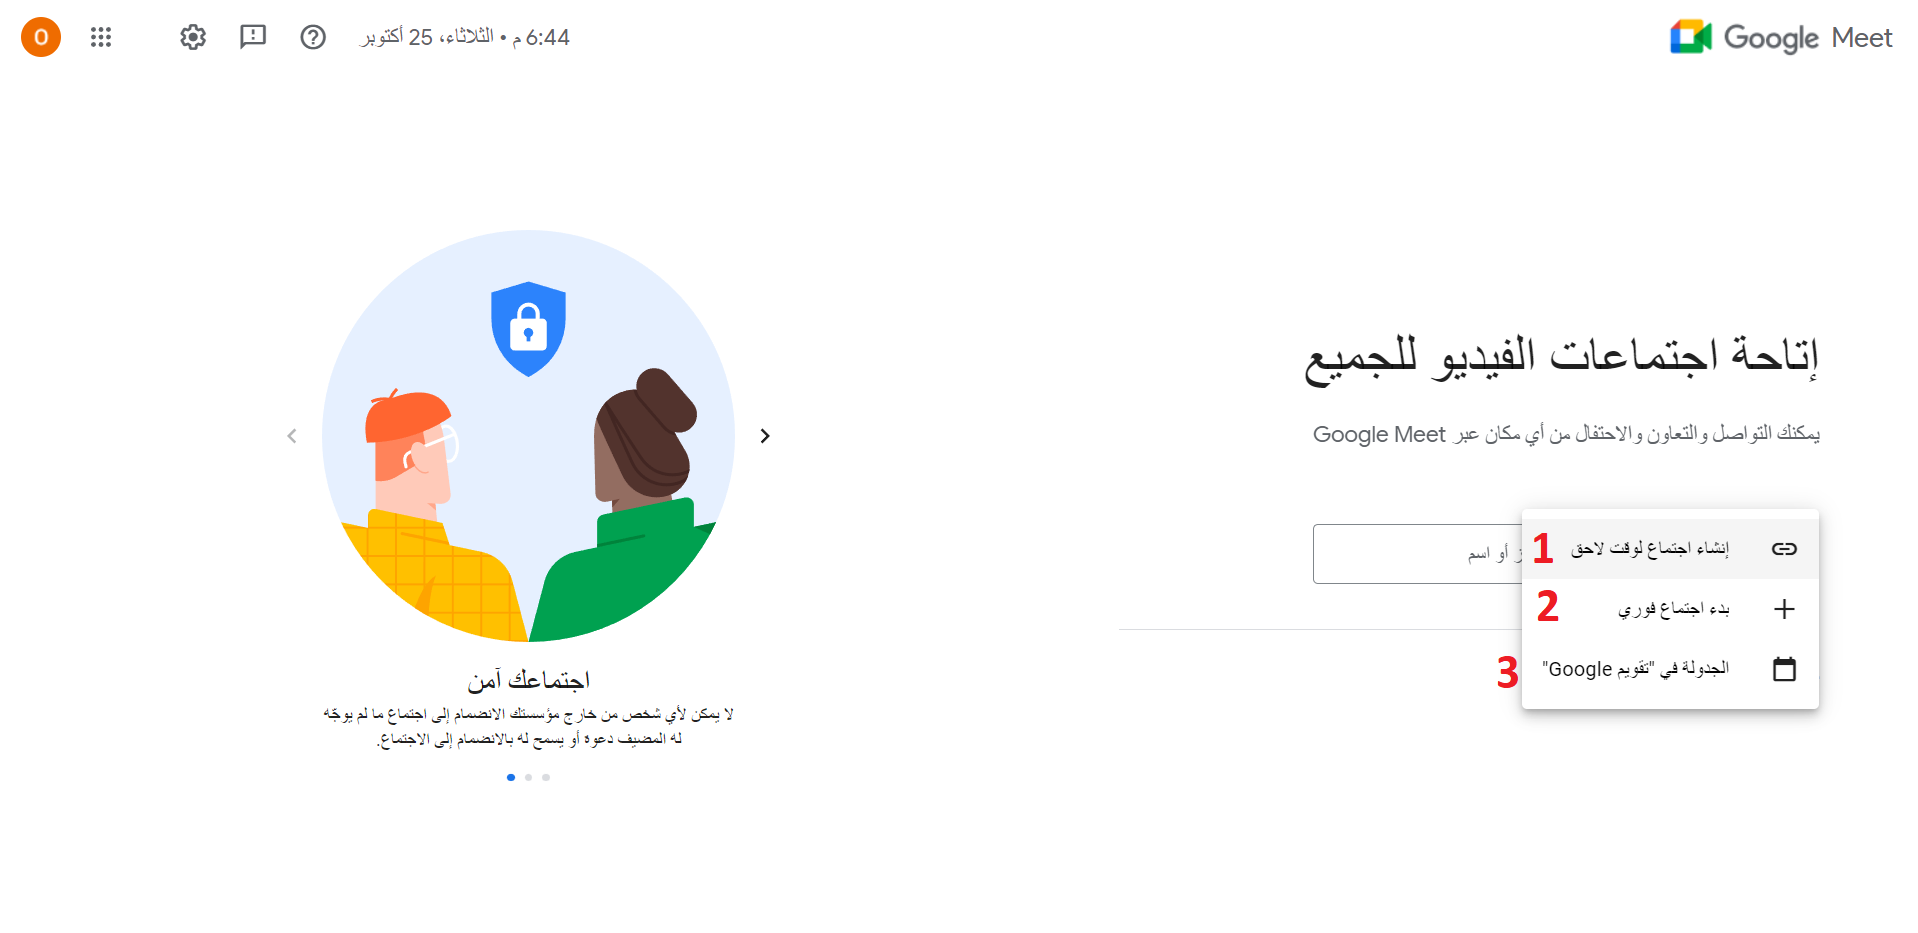 Google Meet
6:44 م • الثلاثاء، 25 أكتوبر
O
إتاحة اجتماعات الفيديو للجميع
يمكنك التواصل والتعاون والاحتفال من أي مكان عبر Google Meet
إنشاء اجتماع لوقت لاحق 1
أو اسم
بدء اجتماع فوري 2
الجدولة في "تقويم Google" 3
اجتماعك آمن
لا يمكن لأي شخص من خارج مؤسستك الانضمام إلى اجتماع ما لم يوجّه
له المضيف دعوة أو يسمح له بالانضمام إلى الاجتماع.